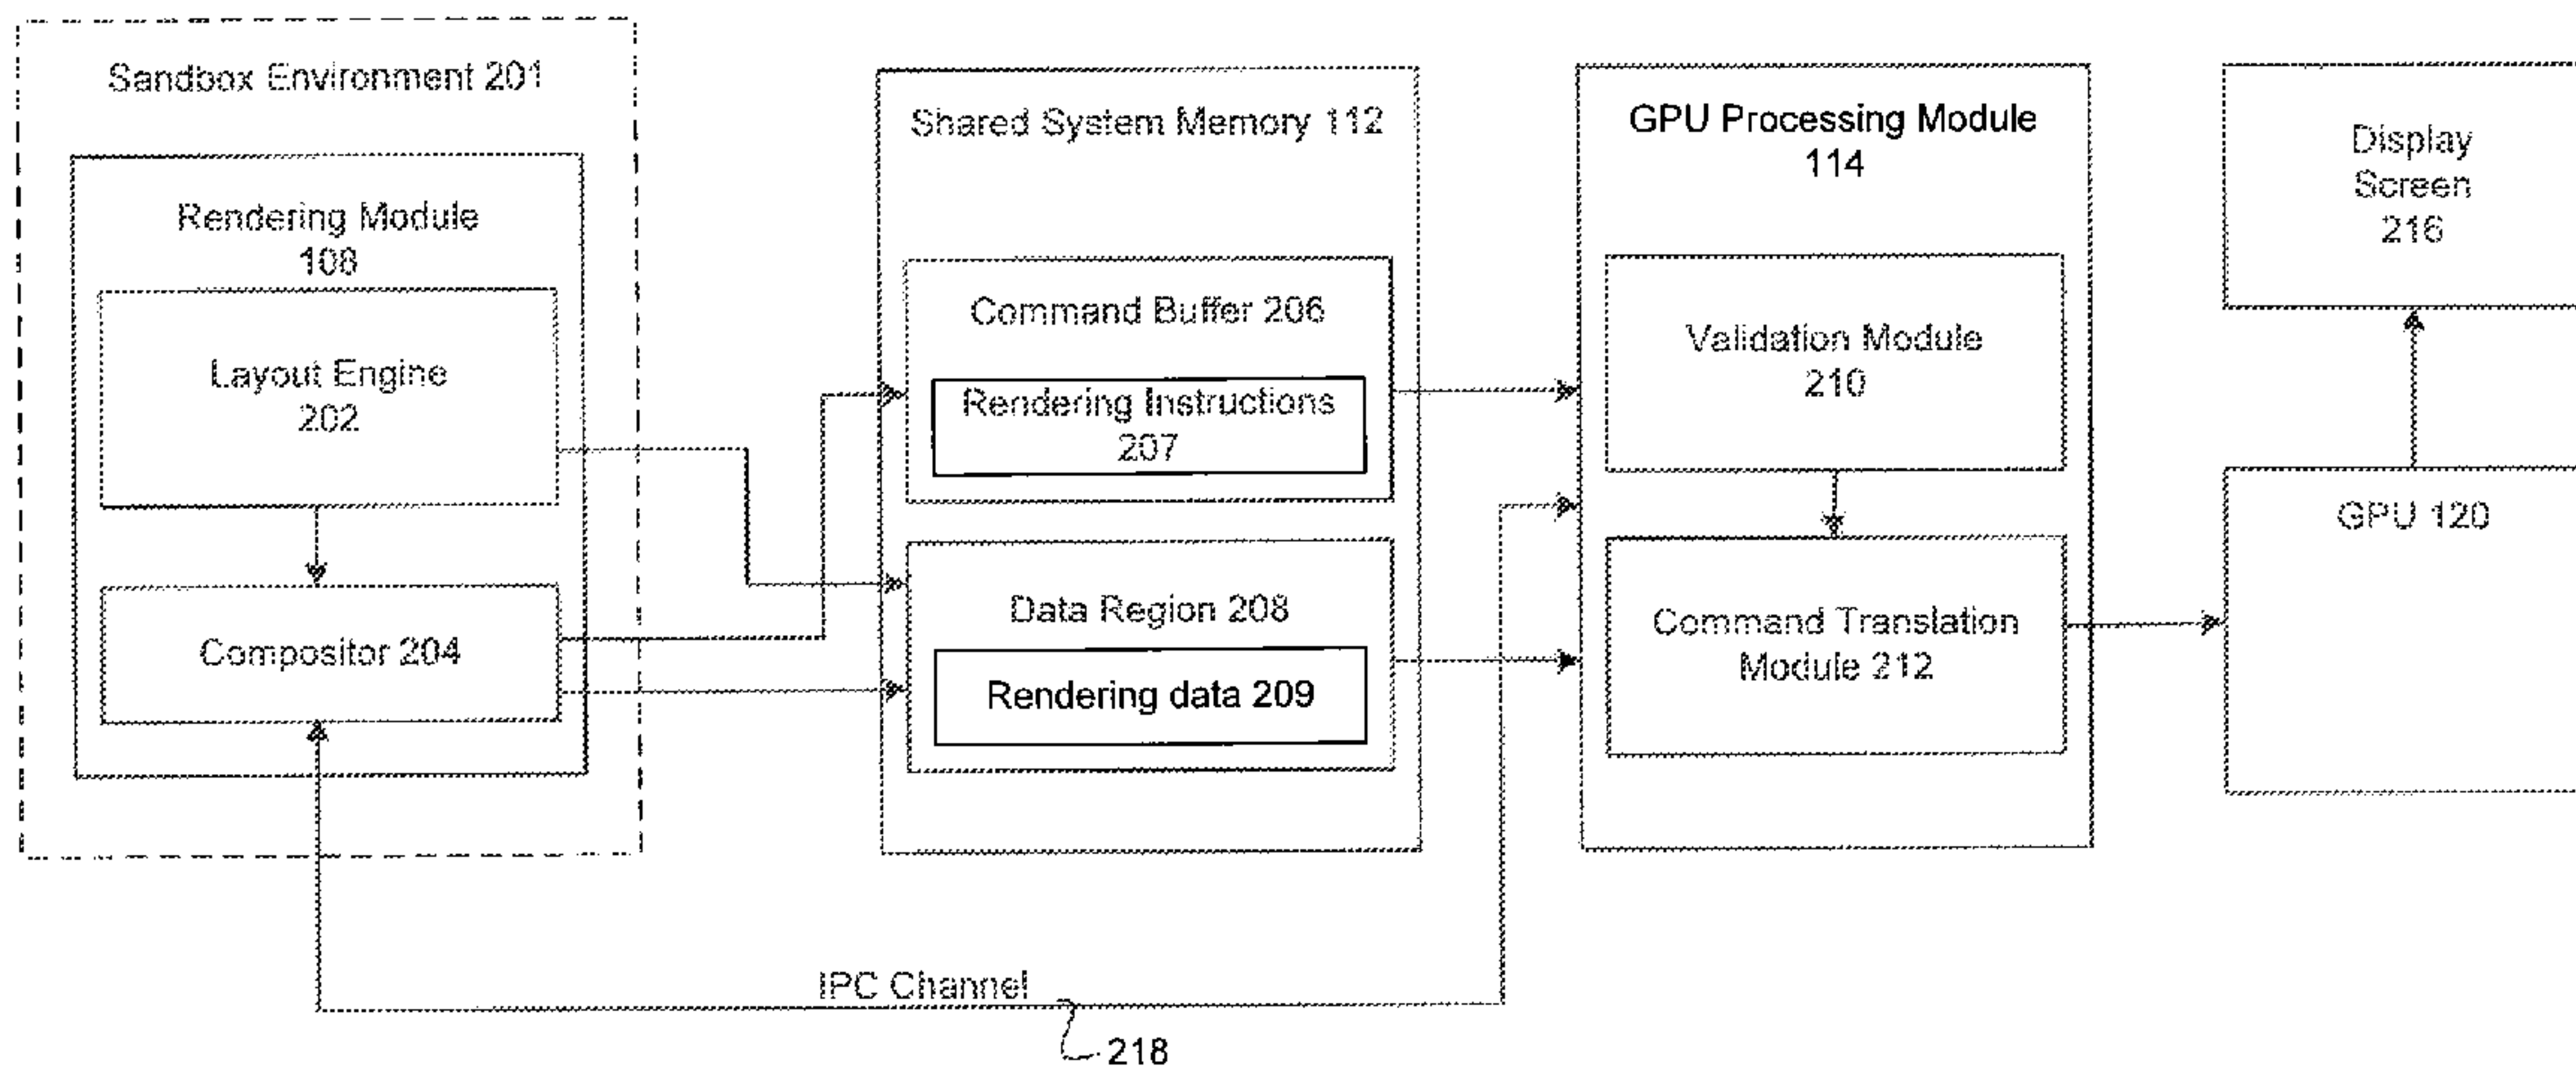 Sandbox Environment 201
Rendering Module
108
Layout Engine
202
Compositor 204
Shared System Memory 112
Command Buffer 206
Rendering Instructions
207
Data Region 208
Rendering data 209
GPU Processing Module
114
Validation Module
210
Command Translation
Module 212
Display
Screen
216
GPU 120
IPC Channel
218